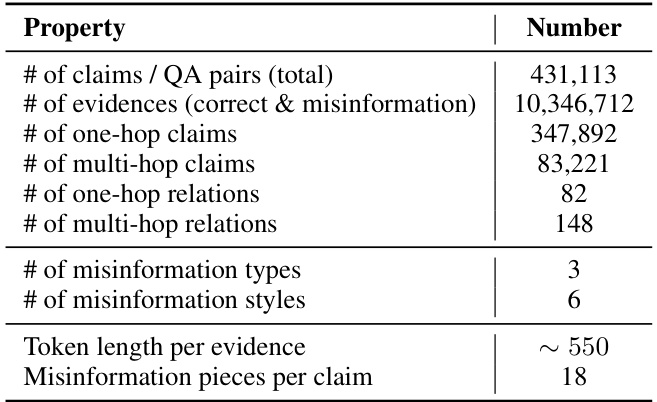 Property Number
# of claims / QA pairs (total) 431,113
# of evidences (correct & misinformation) 10,346,712
# of one-hop claims 347,892
# of multi-hop claims 83,221
# of one-hop relations 82
# of multi-hop relations 148
# of misinformation types 3
# of misinformation styles 6
Token length per evidence ∼ 550
Misinformation pieces per claim 18